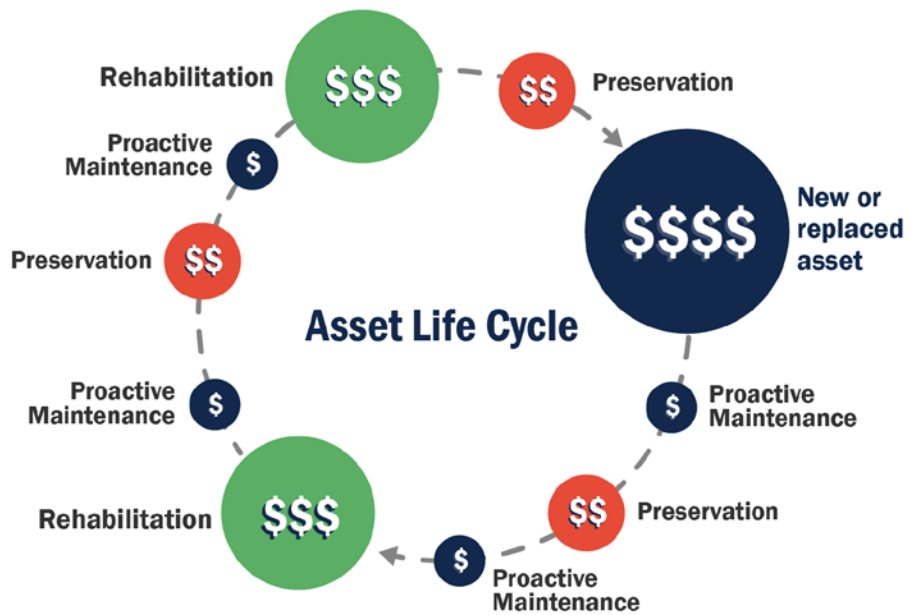 Rehabilitation
$$$
$$
Preservation
Proactive
Maintenance
$
$$$$
New or
replaced
asset
Preservation
$$
Asset Life Cycle
Proactive
Maintenance
$
$
Proactive
Maintenance
Rehabilitation
$$$
$$
Preservation
$
Proactive
Maintenance